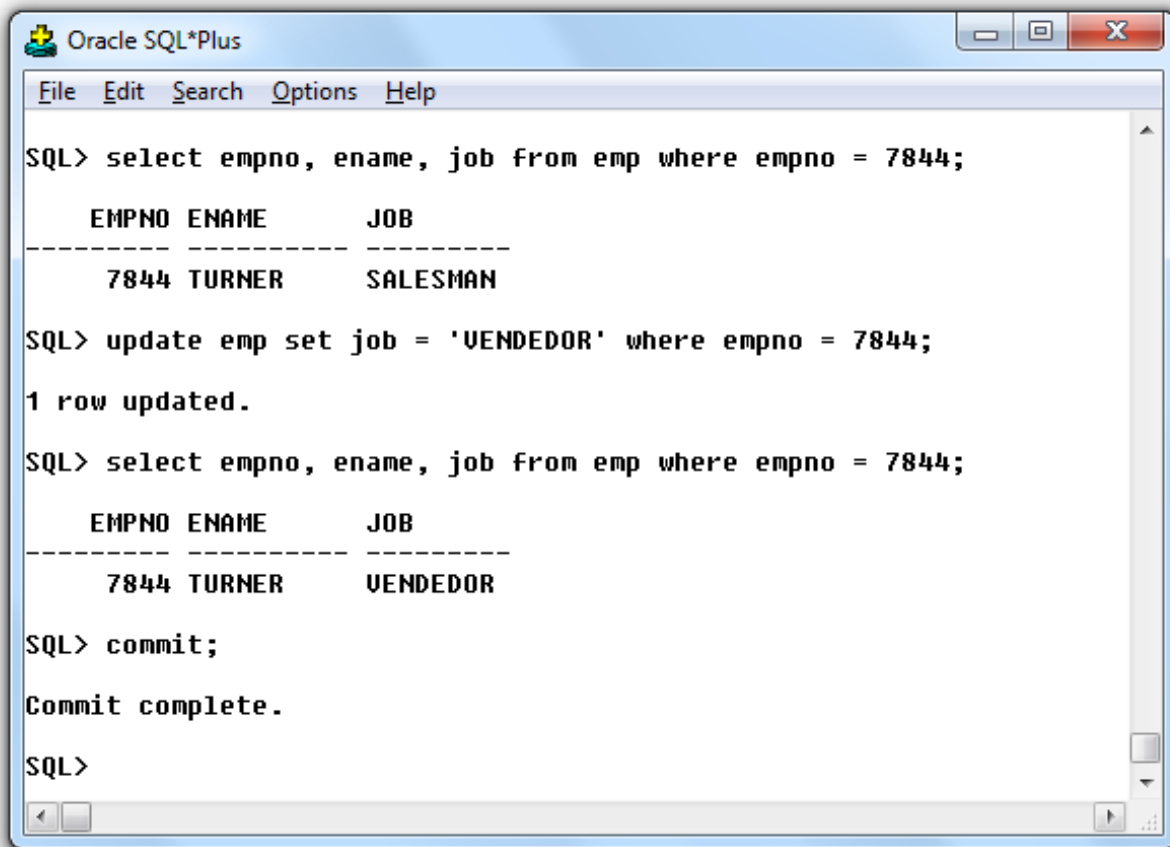 Oracle SQL*Plus
File Edit Search Options Help
SQL> select empno, ename, job from emp where empno = 7844;
EMPNO ENAME JOB
--------- ---------- ---------
7844 TURNER SALESMAN
SQL> update emp set job = 'VENDEDOR' where empno = 7844;
1 row updated.
SQL> select empno, ename, job from emp where empno = 7844;
EMPNO ENAME JOB
--------- ---------- ---------
7844 TURNER VENDEDOR
SQL> commit;
Commit complete.
SQL>